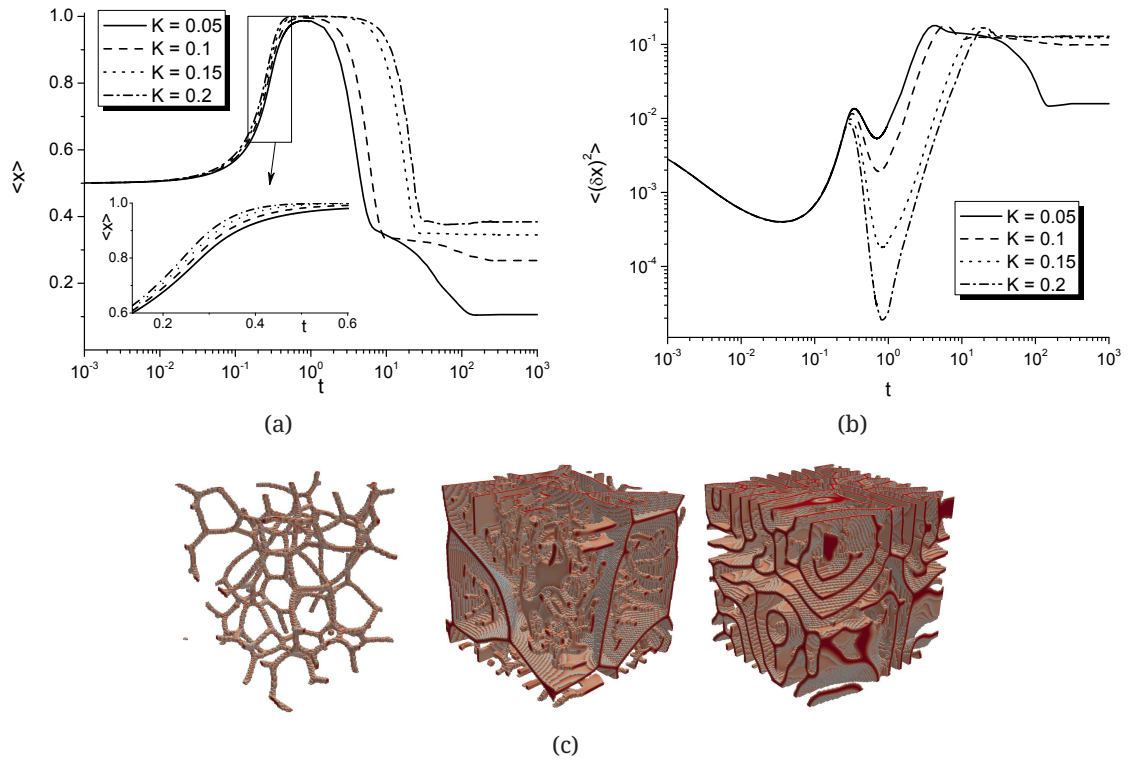 K = 0.05
K = 0.1
K = 0.15
K = 0.2
1.0
0.8
0.6
0.4
0.2
<x>
10^-3
10^-2
10^-1
10^0
10^1
10^2
10^3
t
1.0
0.9
0.8
0.7
0.6
<x>
0.2
0.4
t
0.6
(a)
10^-1
10^-2
10^-3
10^-4
<(δx)^2>
K = 0.05
K = 0.1
K = 0.15
K = 0.2
10^-3
10^-2
10^-1
10^0
10^1
10^2
10^3
t
(b)
(c)